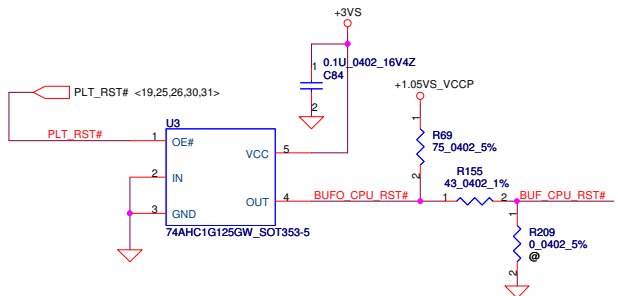 +3VS
1
0.1U_0402_16V4Z
C84
2
PLT_RST# <19,25,26,30,31>
+1.05VS_VCCP
PLT_RST#
U3
1
OE#
VCC
5
1
R69
75_0402_5%
2
2
IN
R155
43_0402_1%
OUT
4
BUFO_CPU_RST#
1
2
BUF_CPU_RST#
3
GND
74AHC1G125GW_SOT353-5
1
R209
0_0402_5%
@
2